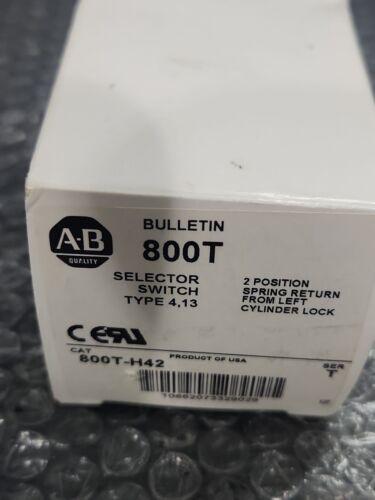 A-B
QUALITY
BULLETIN
800T
SELECTOR
SWITCH
TYPE 4,13
2 POSITION
SPRING RETURN
FROM LEFT
CYLINDER LOCK
CE
CAT
800T-H42
PRODUCT OF USA
SER
T